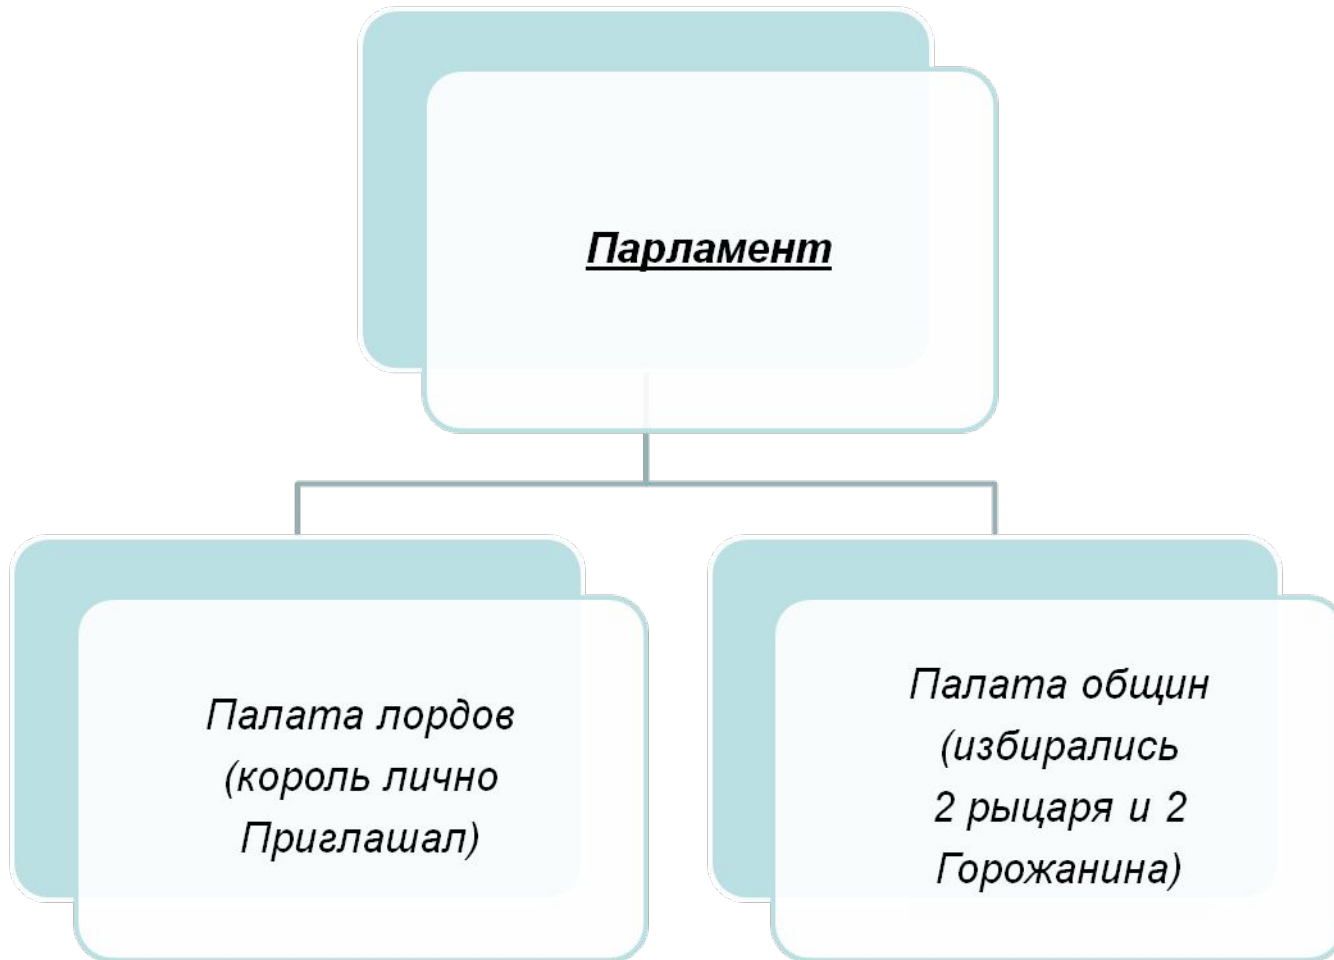 Парламент
Палата лордов
(король лично
Приглашал)
Палата общин
(избирались
2 рыцаря и 2
Горожанина)